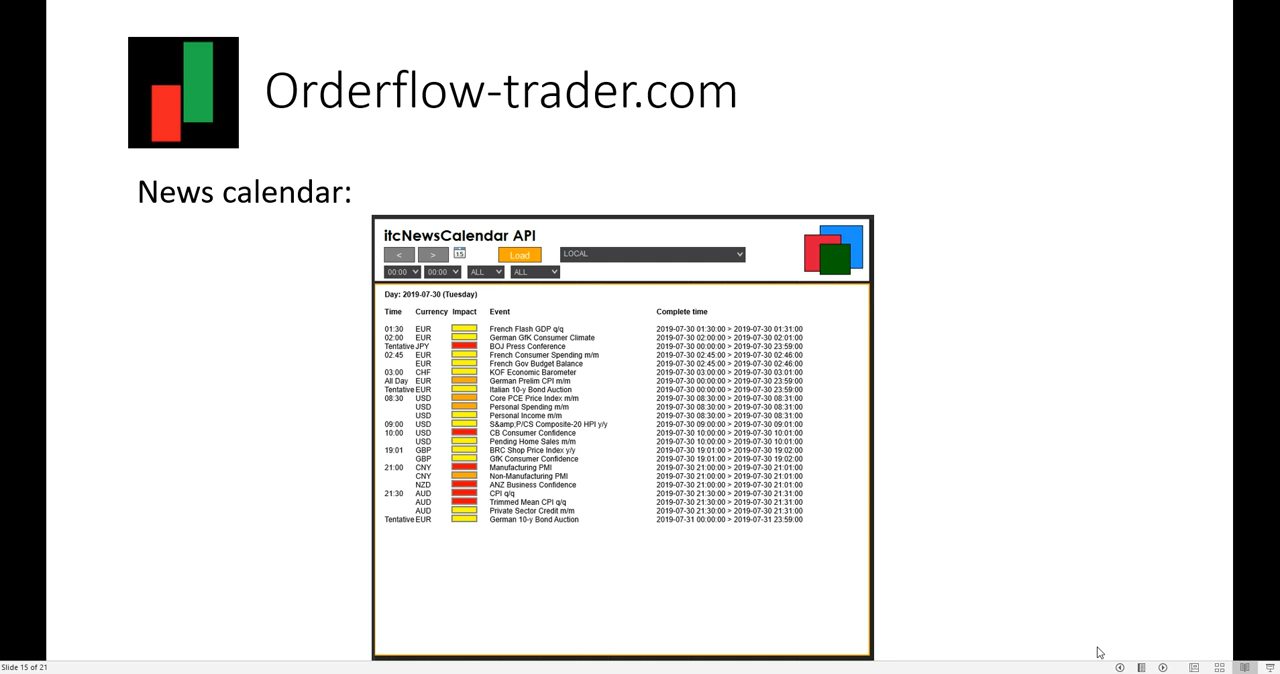 Orderflow-trader.com
News calendar:
itcNewsCalendar API
< > 15 Load LOCAL
00:00 00:00 ALL ALL
Day: 2019-07-30 (Tuesday)
Time Currency Impact Event Complete time
01:30 EUR French Flash GDP q/q 2019-07-30 01:30:00 > 2019-07-30 01:31:00
02:00 EUR German GfK Consumer Climate 2019-07-30 02:00:00 > 2019-07-30 02:01:00
Tentative JPY BOJ Press Conference 2019-07-30 00:00:00 > 2019-07-30 23:59:00
02:45 EUR French Consumer Spending m/m 2019-07-30 02:45:00 > 2019-07-30 02:46:00
EUR French Gov Budget Balance 2019-07-30 02:45:00 > 2019-07-30 02:46:00
03:00 CHF KOF Economic Barometer 2019-07-30 03:00:00 > 2019-07-30 03:01:00
All Day EUR German Prelim CPI m/m 2019-07-30 00:00:00 > 2019-07-30 23:59:00
Tentative EUR Italian 10-y Bond Auction 2019-07-30 00:00:00 > 2019-07-30 23:59:00
08:30 USD Core PCE Price Index m/m 2019-07-30 08:30:00 > 2019-07-30 08:31:00
USD Personal Spending m/m 2019-07-30 08:30:00 > 2019-07-30 08:31:00
USD Personal Income m/m 2019-07-30 08:30:00 > 2019-07-30 08:31:00
09:00 USD S&amp;P/CS Composite-20 HPI y/y 2019-07-30 09:00:00 > 2019-07-30 09:01:00
10:00 USD CB Consumer Confidence 2019-07-30 10:00:00 > 2019-07-30 10:01:00
USD Pending Home Sales m/m 2019-07-30 10:00:00 > 2019-07-30 10:01:00
19:01 GBP BRC Shop Price Index y/y 2019-07-30 19:01:00 > 2019-07-30 19:02:00
GBP GfK Consumer Confidence 2019-07-30 19:01:00 > 2019-07-30 19:02:00
21:00 CNY Manufacturing PMI 2019-07-30 21:00:00 > 2019-07-30 21:01:00
CNY Non-Manufacturing PMI 2019-07-30 21:00:00 > 2019-07-30 21:01:00
NZD ANZ Business Confidence 2019-07-30 21:00:00 > 2019-07-30 21:01:00
21:30 AUD CPI q/q 2019-07-30 21:30:00 > 2019-07-30 21:31:00
AUD Trimmed Mean CPI q/q 2019-07-30 21:30:00 > 2019-07-30 21:31:00
AUD Private Sector Credit m/m 2019-07-30 21:30:00 > 2019-07-30 21:31:00
Tentative EUR German 10-y Bond Auction 2019-07-31 00:00:00 > 2019-07-31 23:59:00
Slide 15 of 21